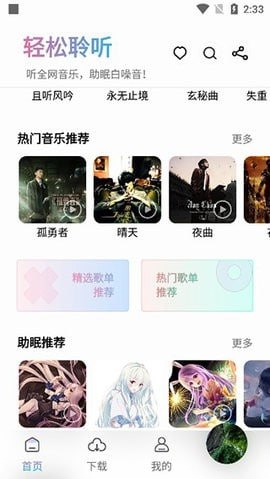 2:33
轻松聆听
听全网音乐，助眠白噪音！
且听风吟 永无止境 玄秘曲 失重
热门音乐推荐 更多
孤勇者 晴天 夜曲
精选歌单 热门歌单
推荐 推荐
助眠推荐 更多
首页 下载 我的